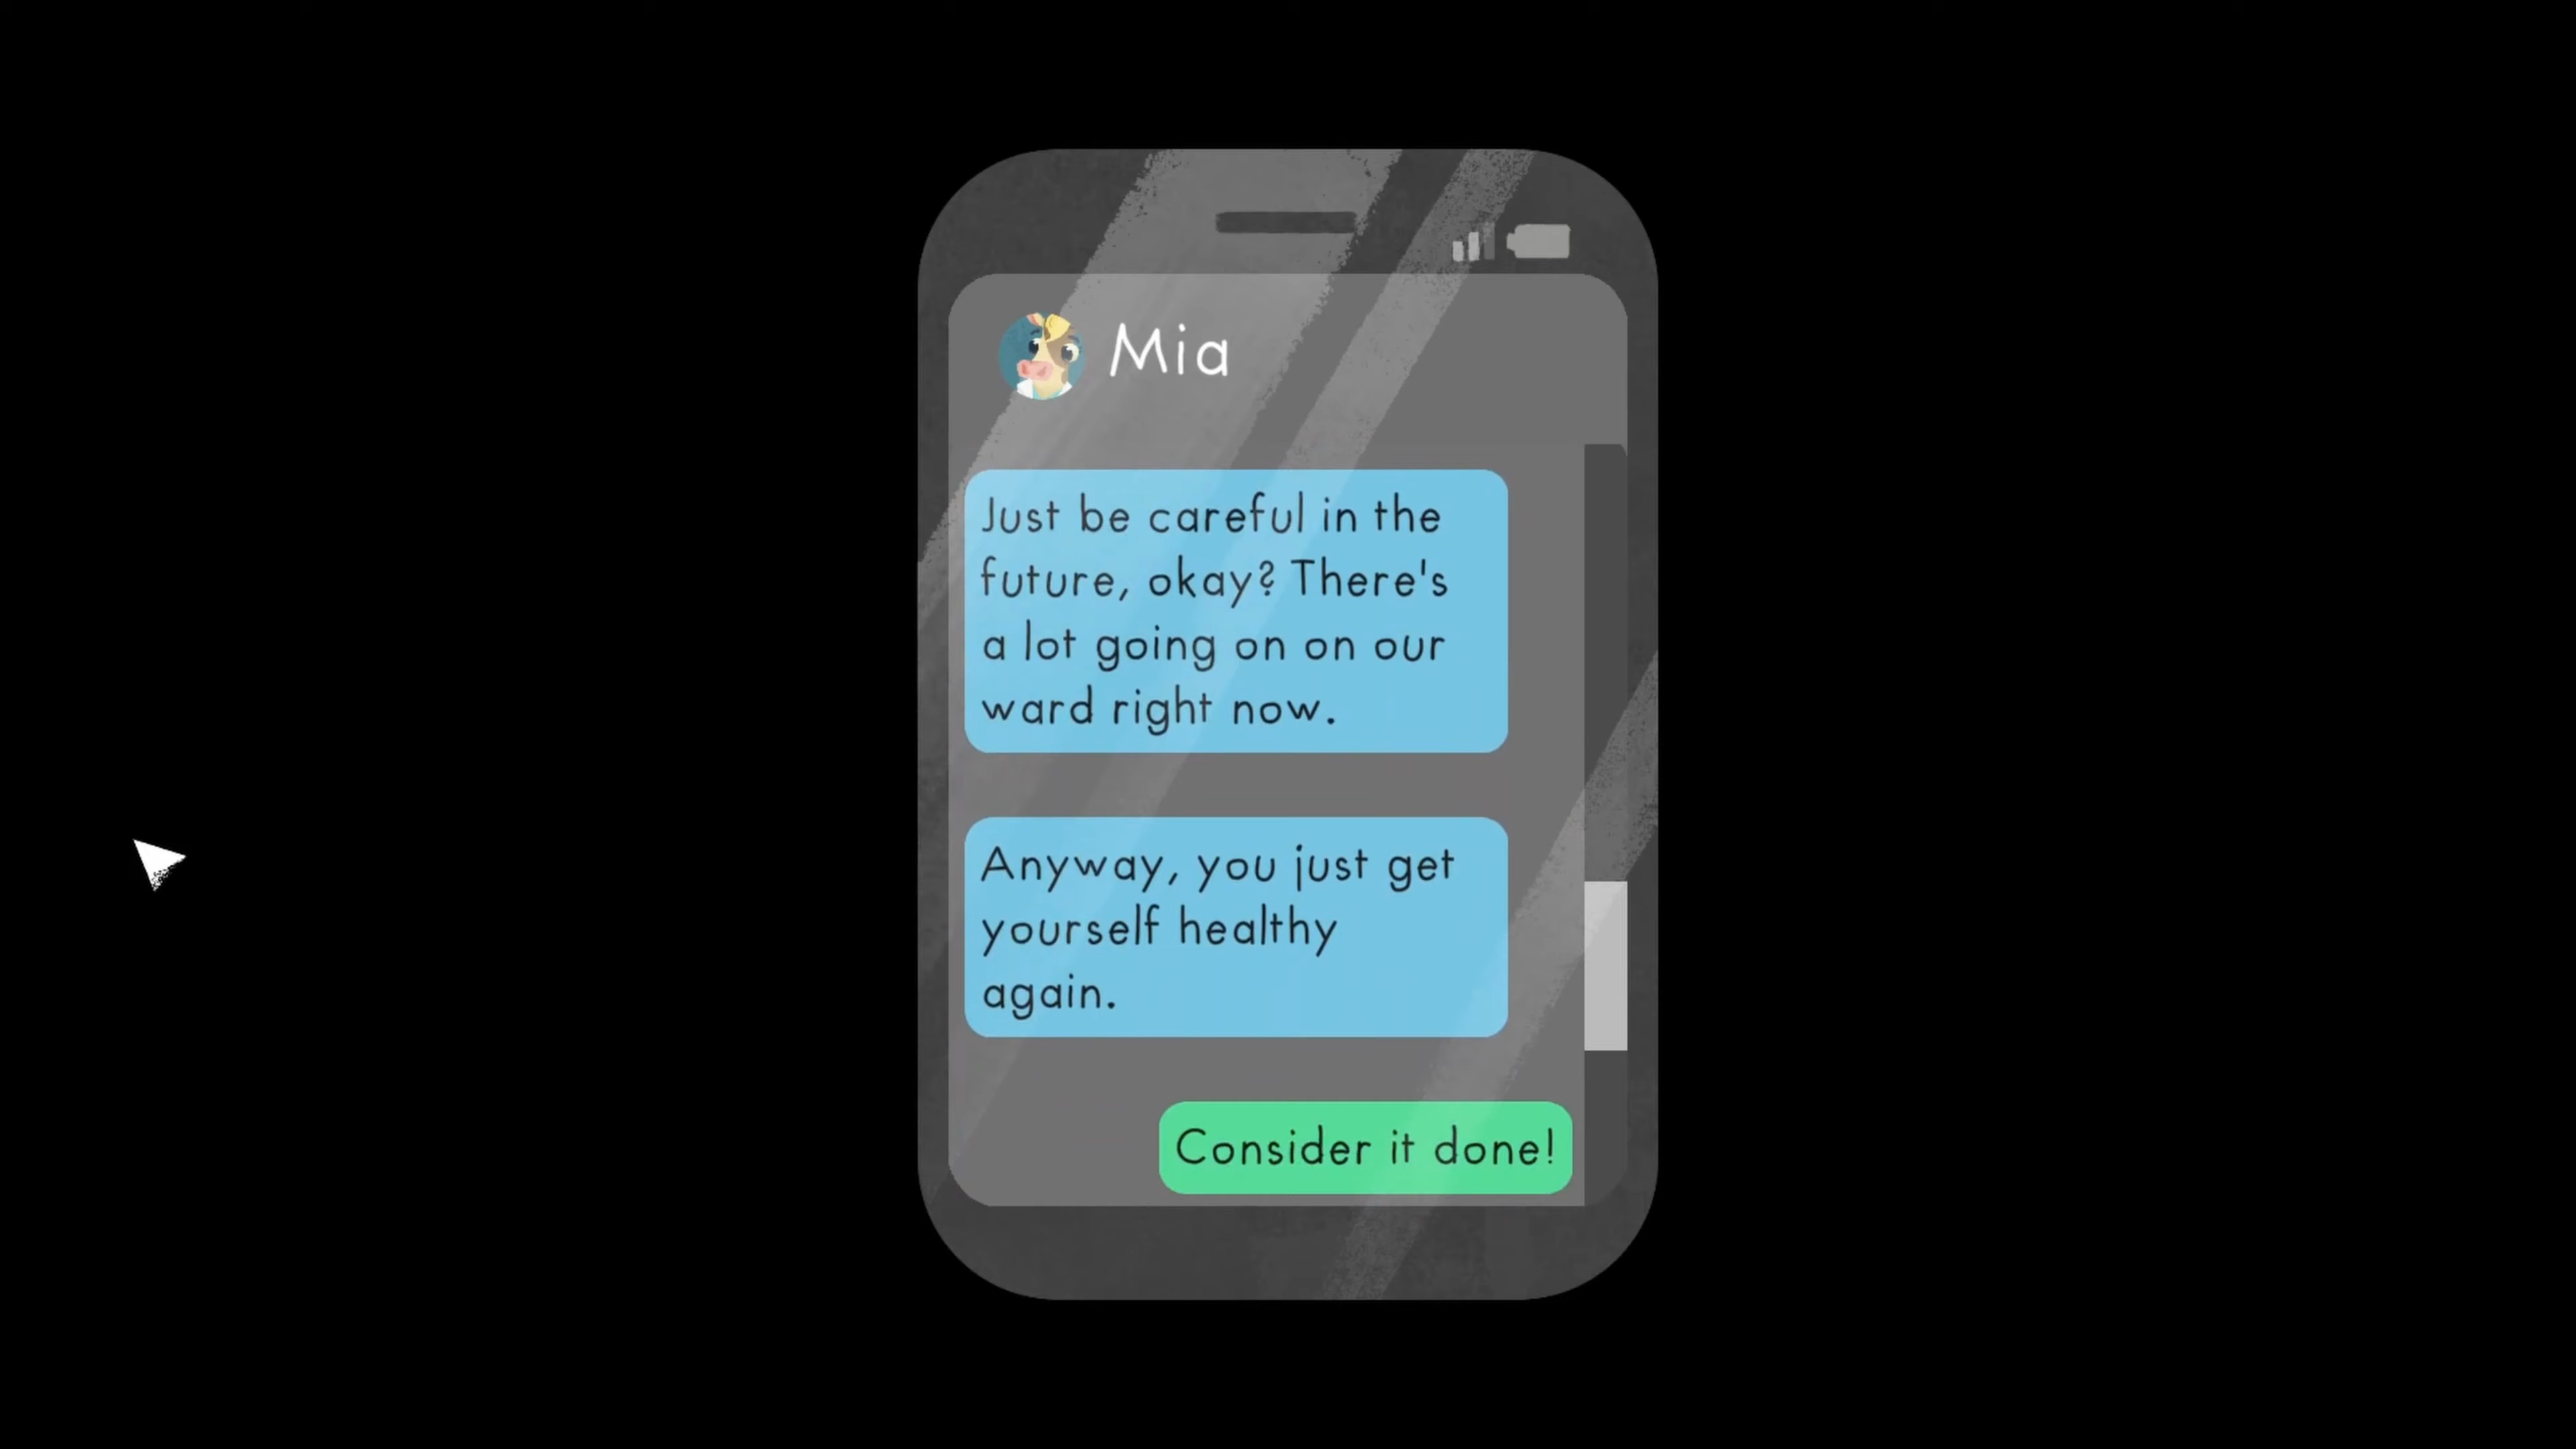 Mia
Just be careful in the
future, okay? There's
a lot going on on our
ward right now.
Anyway, you just get
yourself healthy
again.
Consider it done!